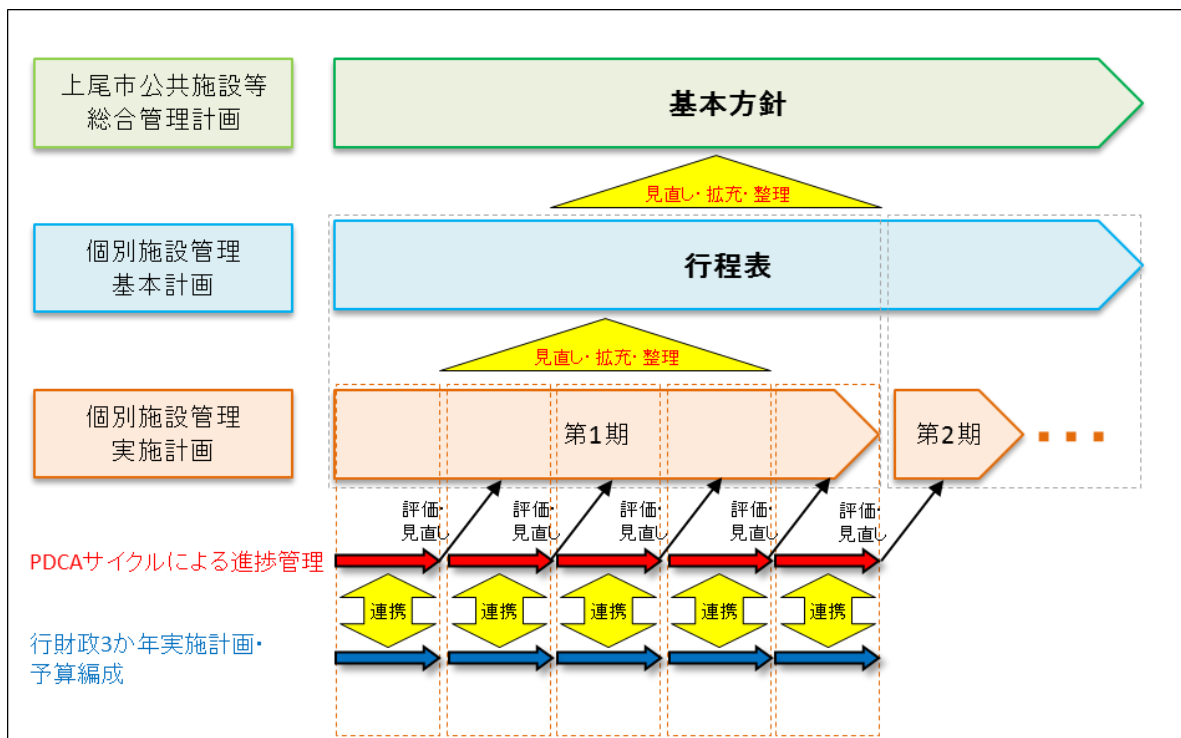 上尾市公共施設等
総合管理計画
基本方針
見直し・拡充・整理
個別施設管理
基本計画
行程表
見直し・拡充・整理
個別施設管理
実施計画
第1期
第2期
評価・
見直し
評価・
見直し
評価・
見直し
評価・
見直し
評価・
見直し
PDCAサイクルによる進捗管理
連携
連携
連携
連携
連携
行財政3か年実施計画・
予算編成